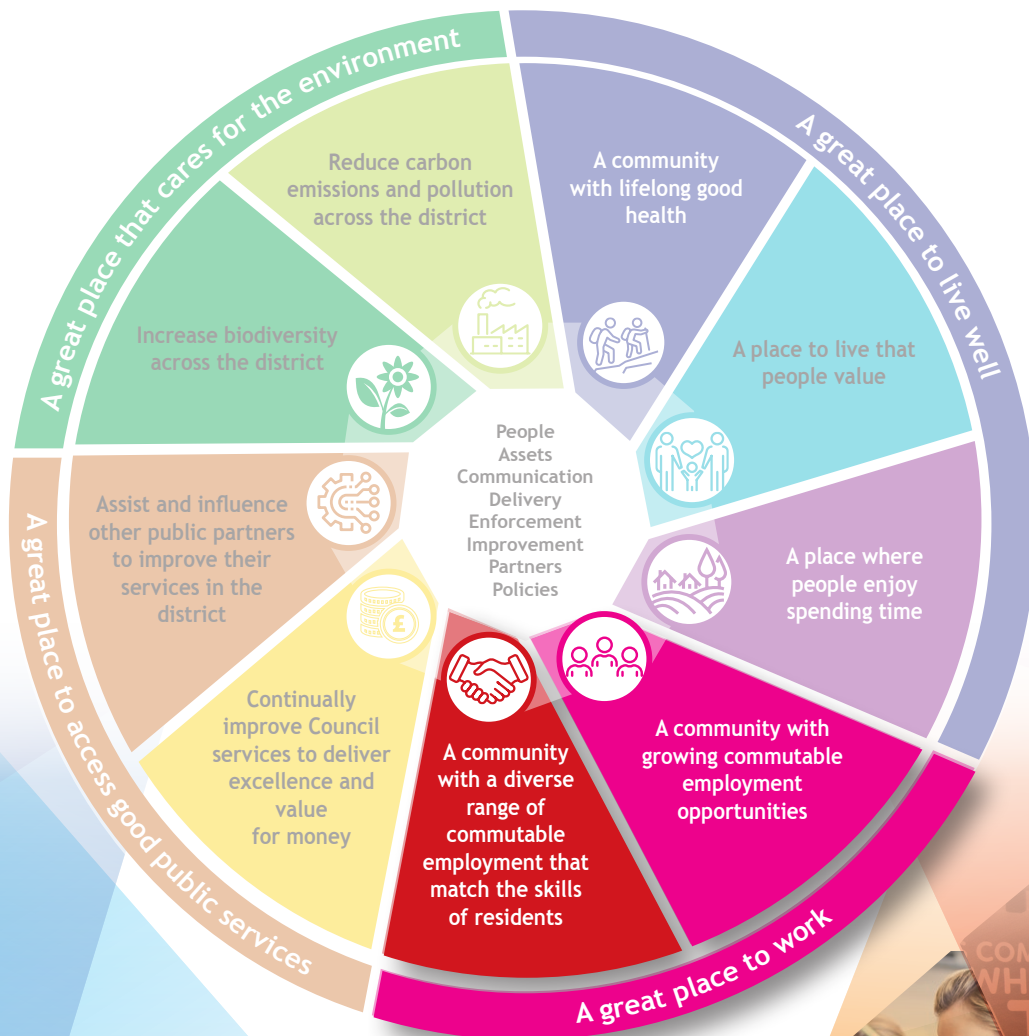 A great place that cares for the environment
A great place to live well
Reduce carbon
emissions and pollution
across the district
A community
with lifelong good
health
Increase biodiversity
across the district
A place to live that
people value
People
Assets
Communication
Delivery
Enforcement
Improvement
Partners
Policies
Assist and influence
other public partners
to improve their
services in the
district
A place where
people enjoy
spending time
£
Continually
improve Council
services to deliver
excellence and
value
for money
A community
with a diverse
range of
commutable
employment that
match the skills
of residents
A community with
growing commutable
employment
opportunities
A great place to access good public services
A great place to work